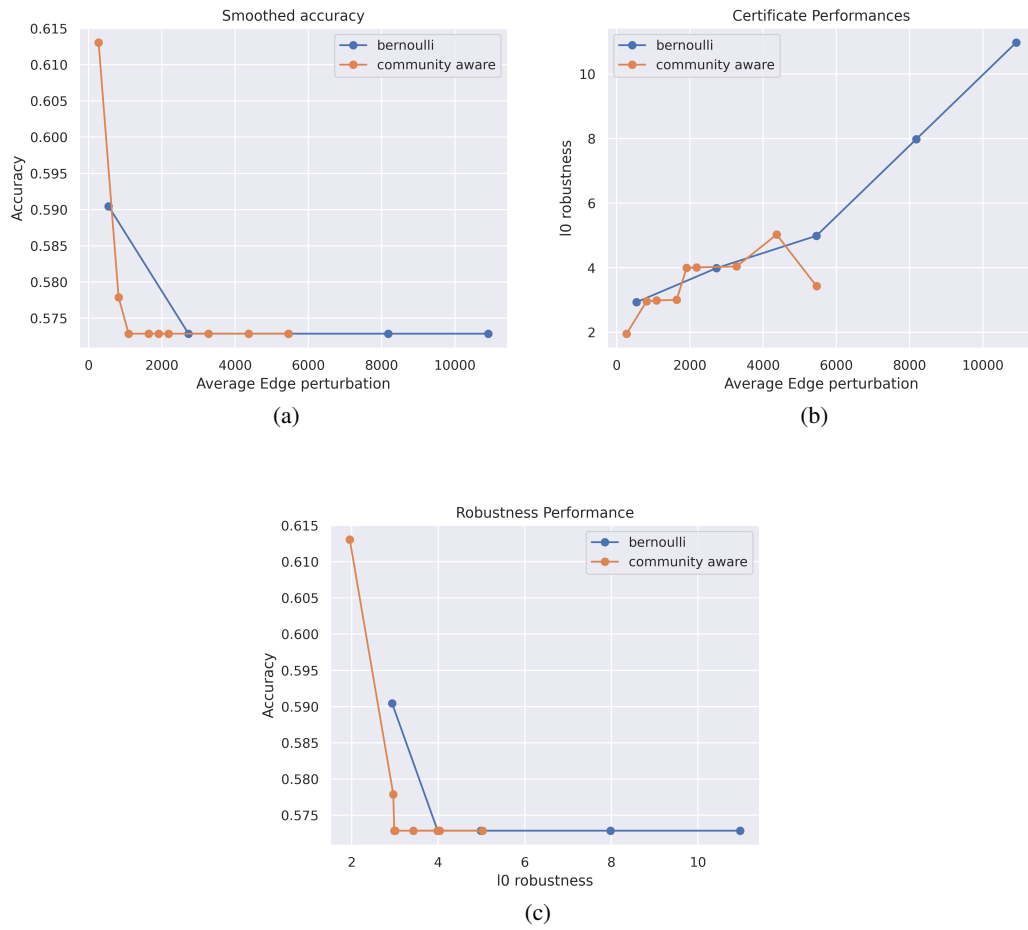 Smoothed accuracy
0.615
0.610
0.605
0.600
0.595
0.590
0.585
0.580
0.575
Accuracy
bernoulli
community aware
0 2000 4000 6000 8000 10000
Average Edge perturbation
(a)
Certificate Performances
10
8
6
4
2
l0 robustness
bernoulli
community aware
0 2000 4000 6000 8000 10000
Average Edge perturbation
(b)
Robustness Performance
0.615
0.610
0.605
0.600
0.595
0.590
0.585
0.580
0.575
Accuracy
bernoulli
community aware
2 4 6 8 10
l0 robustness
(c)